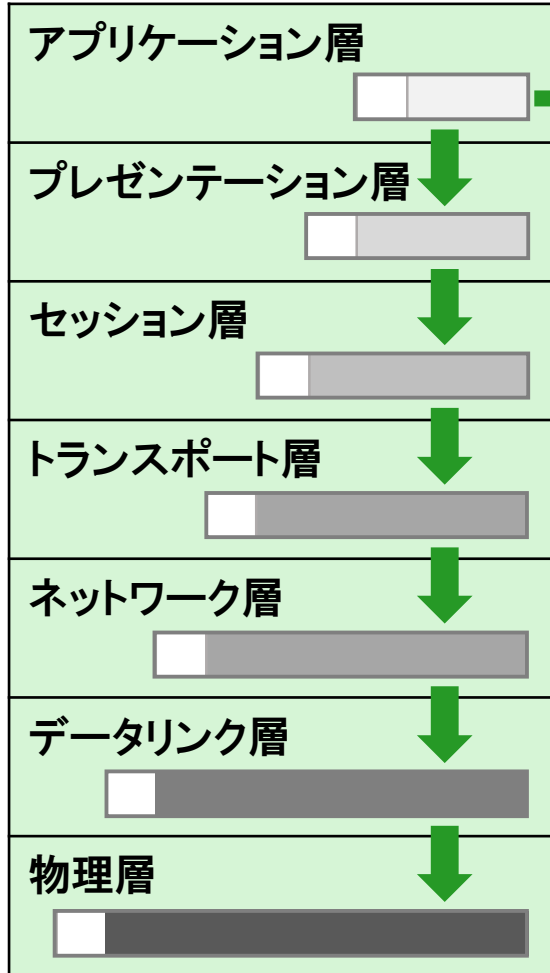 アプリケーション層
プレゼンテーション層
セッション層
トランスポート層
ネットワーク層
データリンク層
物理層